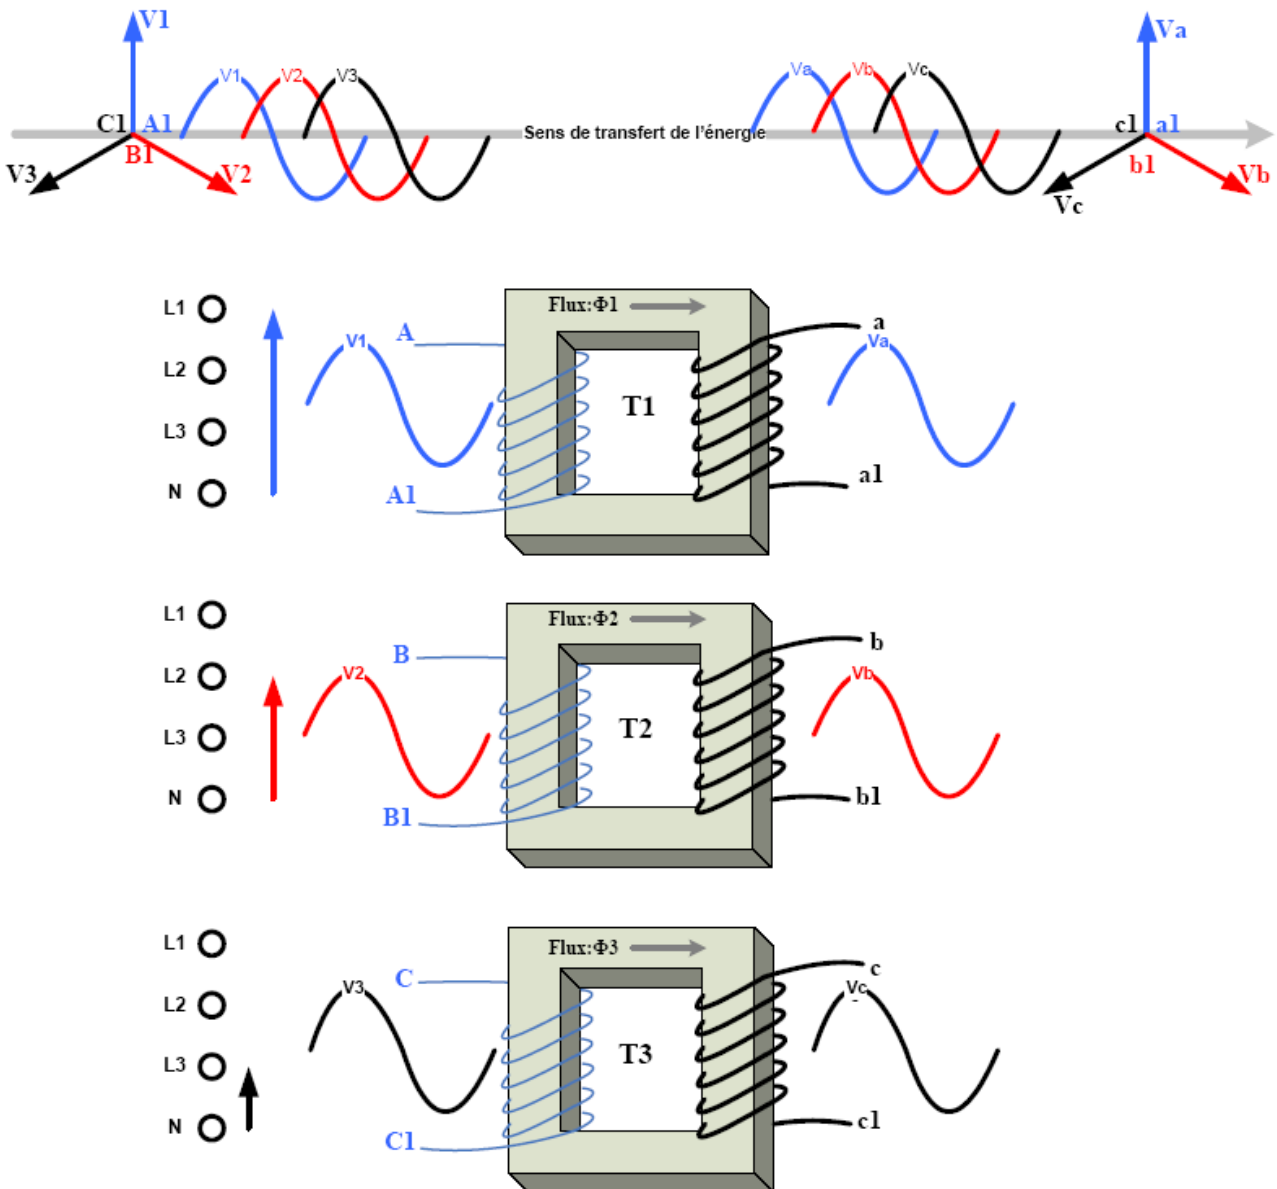 V1
V1 V2 V3
C1 A1
B1
V3 V2
Sens de transfert de l'énergie
Va Vb Vc
Va
c1 a1
b1
Vc Vb
L1
L2
L3
N
V1
A
A1
Flux:Φ1
T1
a
Va
a1
L1
L2
L3
N
V2
B
B1
Flux:Φ2
T2
b
Vb
b1
L1
L2
L3
N
V3
C
C1
Flux:Φ3
T3
c
Vc
c1